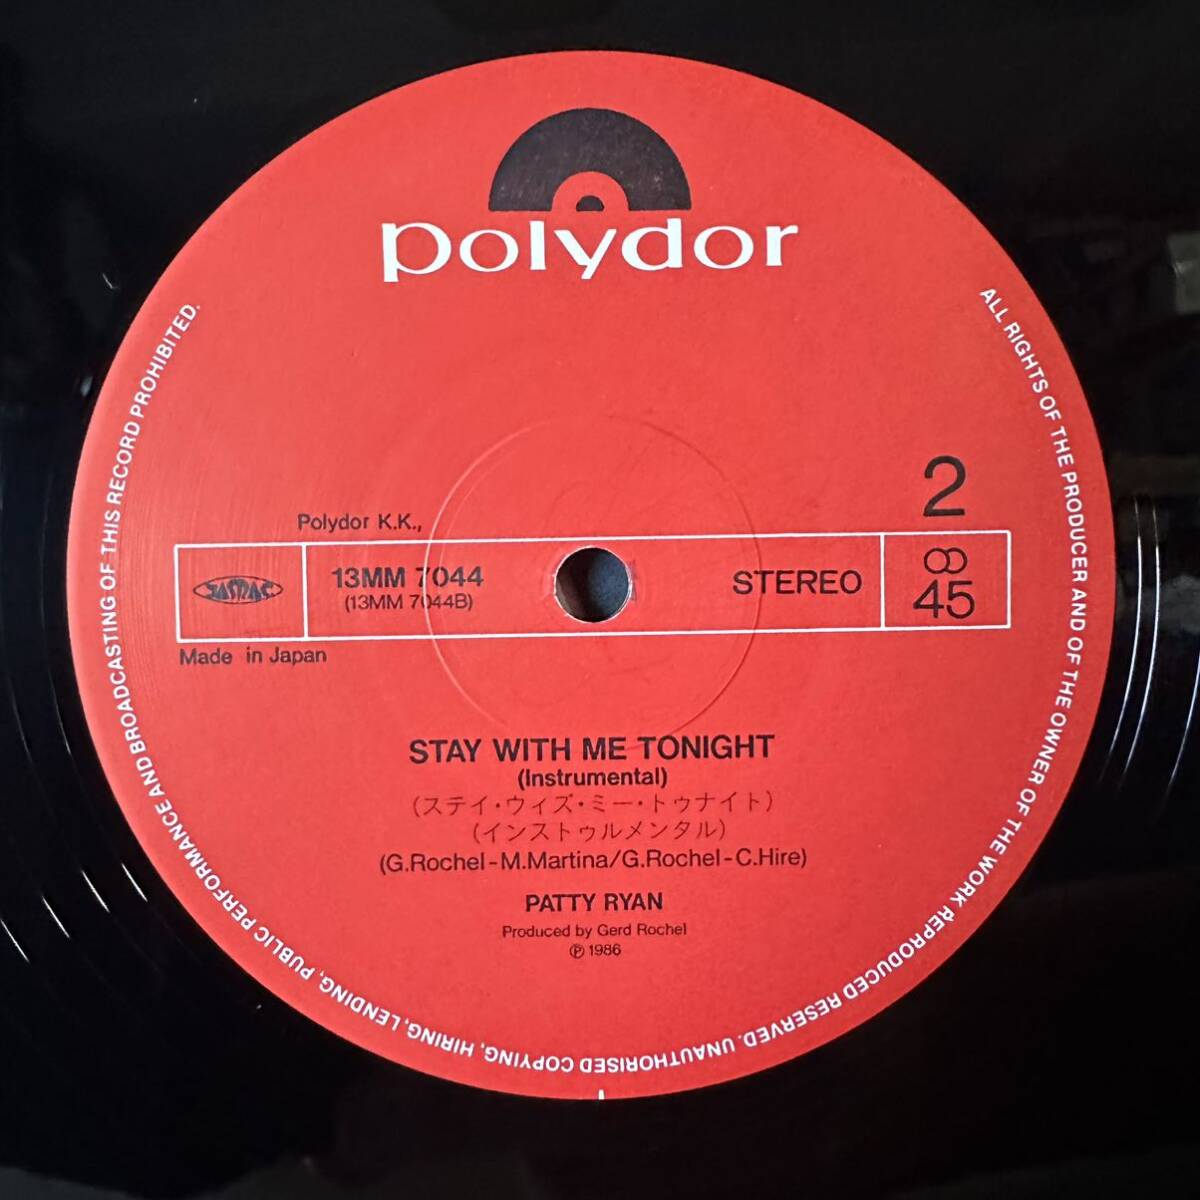 polydor
ALL RIGHTS OF THE PRODUCER AND OF THE OWNER OF THE WORK REPRODUCED RESERVED. UNAUTHORISED COPYING, HIRING, LENDING, PUBLIC PERFORMANCE AND BROADCASTING OF THIS RECORD PROHIBITED.
2
Polydor K.K.,
JASRAC
13MM 7044
(13MM 7044B)
STEREO
45
Made in Japan
STAY WITH ME TONIGHT
(Instrumental)
(ステイ・ウィズ・ミー・トゥナイト)
(インストゥルメンタル)
(G.Rochel-M.Martina/G.Rochel-C.Hire)
PATTY RYAN
Produced by Gerd Rochel
℗ 1986